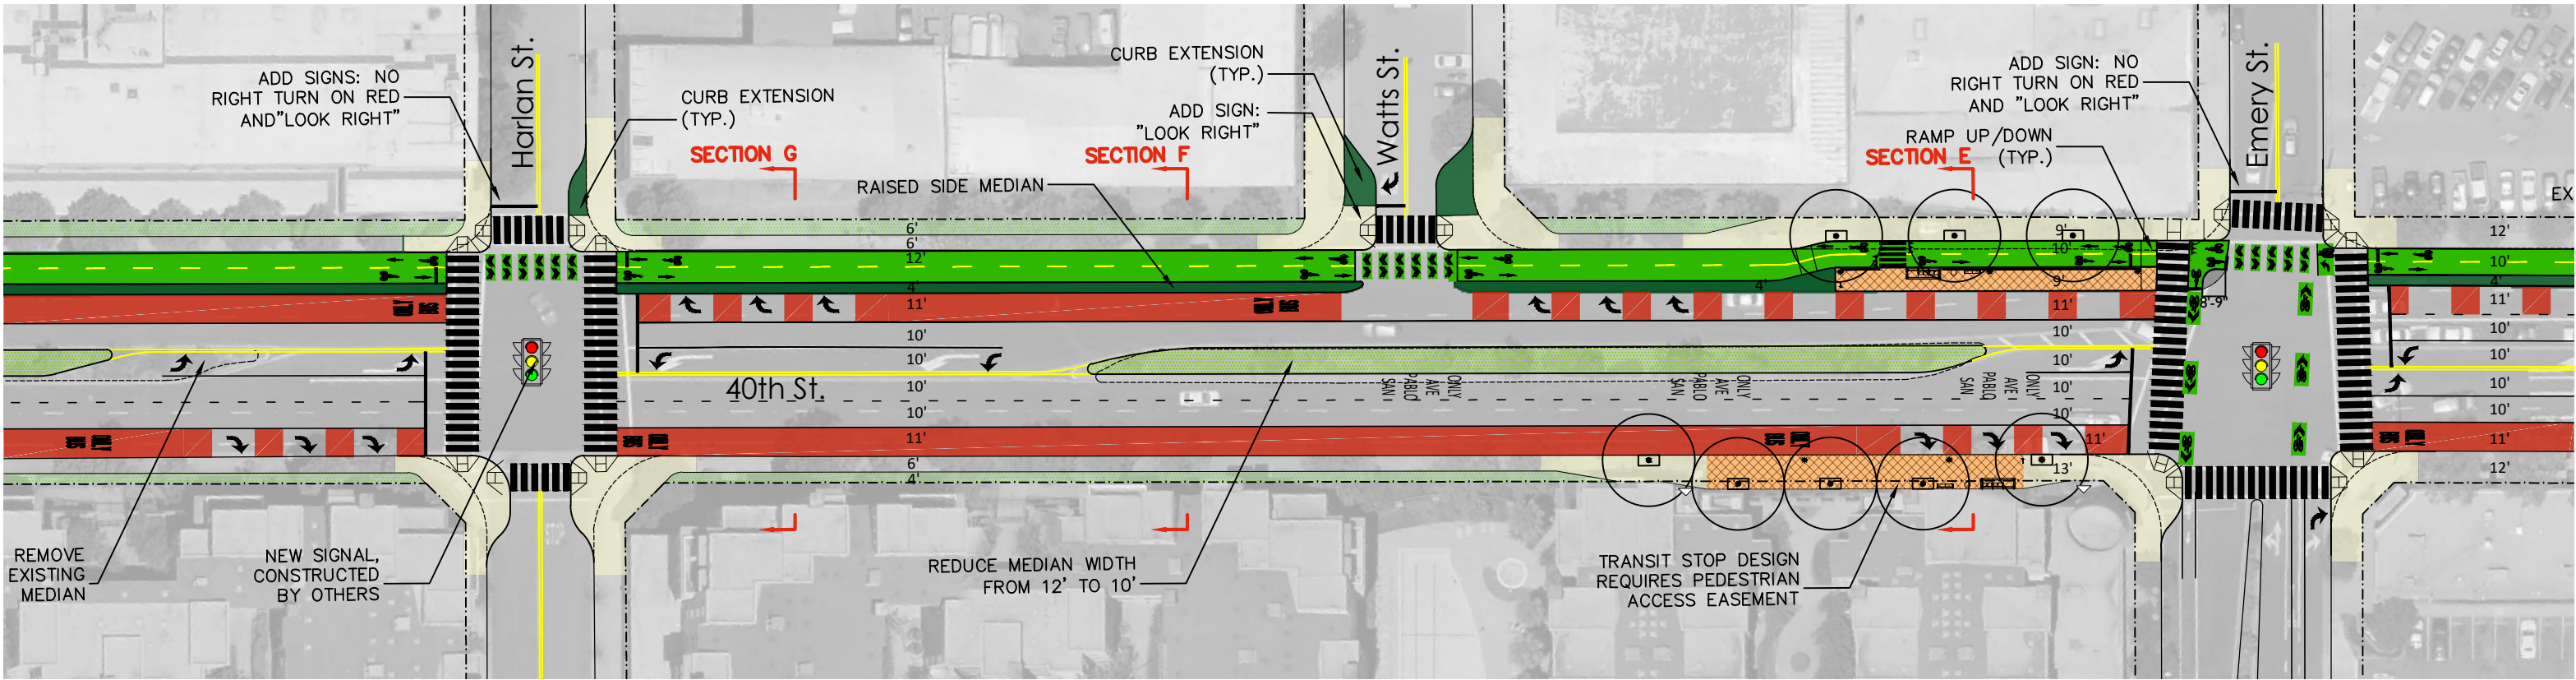 ADD SIGNS: NO
RIGHT TURN ON RED
AND"LOOK RIGHT"
Harlan St.
CURB EXTENSION
(TYP.)
SECTION G
RAISED SIDE MEDIAN
SECTION F
CURB EXTENSION
(TYP.)
ADD SIGN:
"LOOK RIGHT"
Watts St.
ADD SIGN: NO
RIGHT TURN ON RED
AND "LOOK RIGHT"
RAMP UP/DOWN
(TYP.)
SECTION E
Emery St.
EX
6'
6'
12'
4'
11'
10'
10'
10'
10'
11'
6'
4'
40th St.
4'
9'
10'
9'
11'
10'
10'
10'
10'
11'
13'
8'-9"
12'
10'
4'
11'
10'
10'
10'
10'
11'
12'
SAN
PABLO
AVE
ONLY
SAN
PABLO
AVE
ONLY
SAN
PABLO
AVE
ONLY
REMOVE
EXISTING
MEDIAN
NEW SIGNAL,
CONSTRUCTED
BY OTHERS
REDUCE MEDIAN WIDTH
FROM 12' TO 10'
TRANSIT STOP DESIGN
REQUIRES PEDESTRIAN
ACCESS EASEMENT